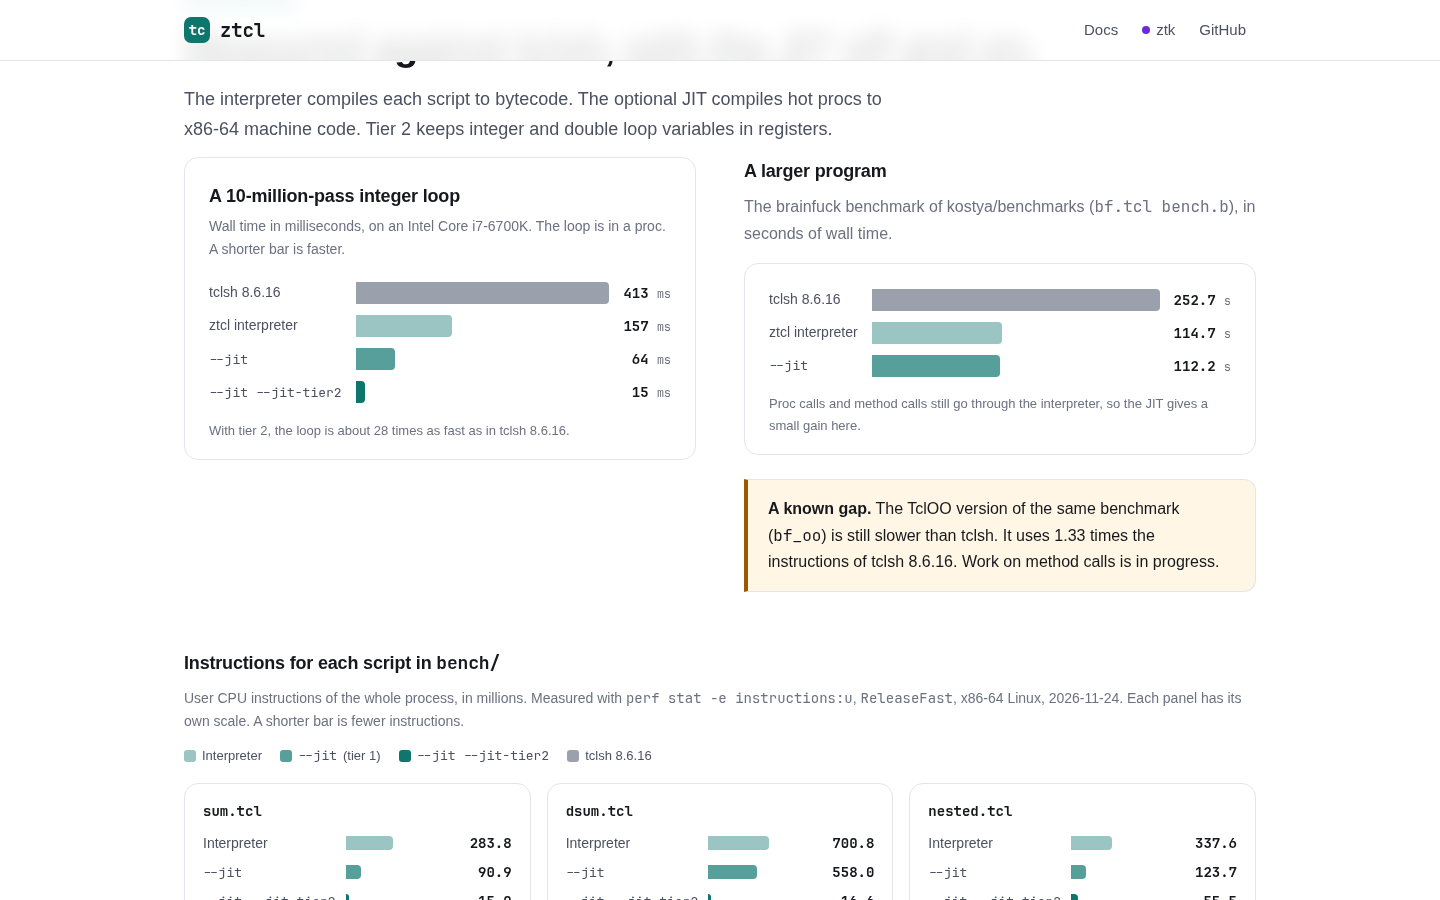 tc ztcl
Docs
ztk
GitHub
The interpreter compiles each script to bytecode. The optional JIT compiles hot procs to
x86-64 machine code. Tier 2 keeps integer and double loop variables in registers.
A 10-million-pass integer loop
Wall time in milliseconds, on an Intel Core i7-6700K. The loop is in a proc.
A shorter bar is faster.
tclsh 8.6.16 413 ms
ztcl interpreter 157 ms
--jit 64 ms
--jit --jit-tier2 15 ms
With tier 2, the loop is about 28 times as fast as in tclsh 8.6.16.
A larger program
The brainfuck benchmark of kostya/benchmarks (bf.tcl bench.b), in
seconds of wall time.
tclsh 8.6.16 252.7 s
ztcl interpreter 114.7 s
--jit 112.2 s
Proc calls and method calls still go through the interpreter, so the JIT gives a
small gain here.
A known gap. The TclOO version of the same benchmark
(bf_oo) is still slower than tclsh. It uses 1.33 times the
instructions of tclsh 8.6.16. Work on method calls is in progress.
Instructions for each script in bench/
User CPU instructions of the whole process, in millions. Measured with perf stat -e instructions:u, ReleaseFast, x86-64 Linux, 2026-11-24. Each panel has its
own scale. A shorter bar is fewer instructions.
Interpreter --jit (tier 1) --jit --jit-tier2 tclsh 8.6.16
sum.tcl
Interpreter 283.8
--jit 90.9
dsum.tcl
Interpreter 700.8
--jit 558.0
nested.tcl
Interpreter 337.6
--jit 123.7